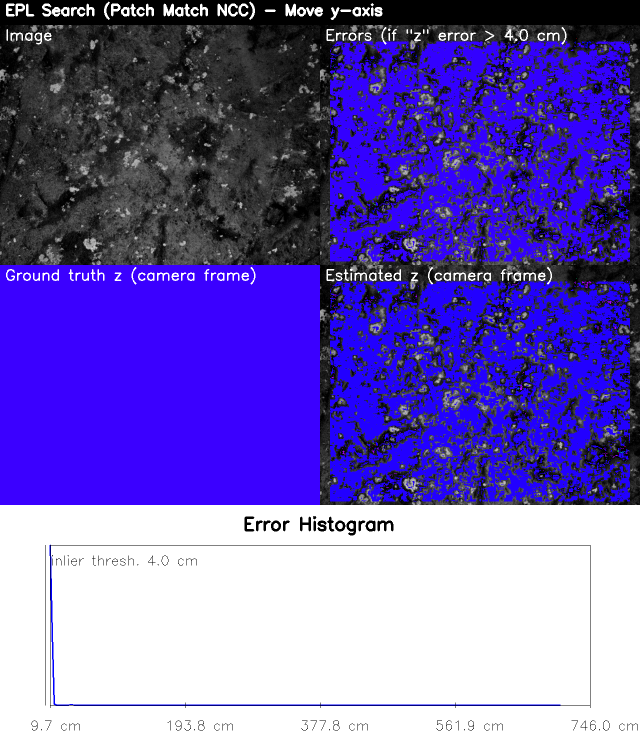 EPL Search (Patch Match NCC) - Move y-axis
Image
Errors (if "z" error > 4.0 cm)
Ground truth z (camera frame)
Estimated z (camera frame)
Error Histogram
inlier thresh. 4.0 cm
9.7 cm 193.8 cm 377.8 cm 561.9 cm 746.0 cm